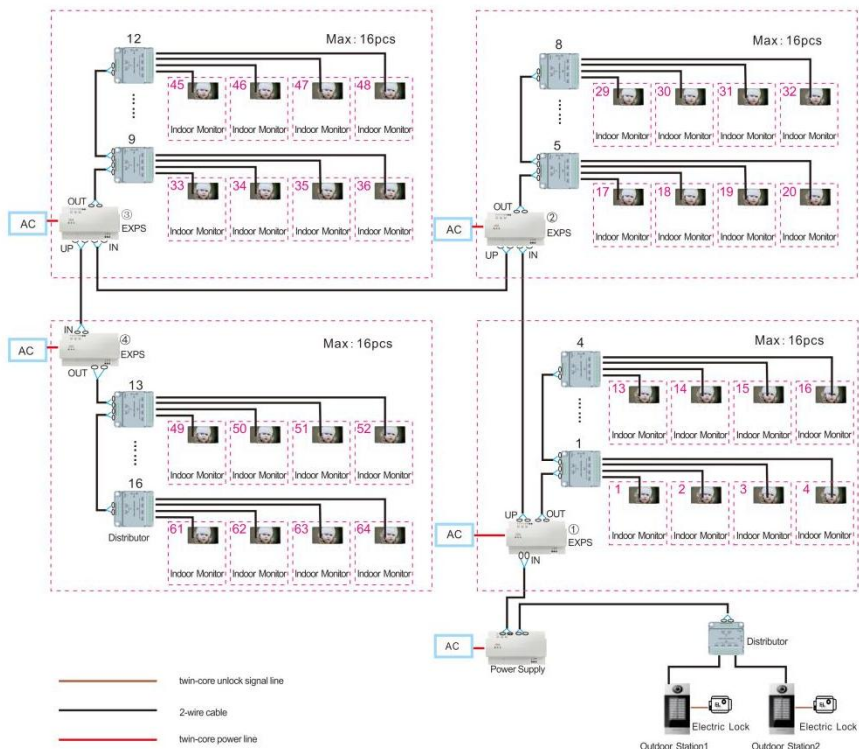 12
Max: 16pcs
45 46 47 48
Indoor Monitor Indoor Monitor Indoor Monitor Indoor Monitor
9
33 34 35 36
Indoor Monitor Indoor Monitor Indoor Monitor Indoor Monitor
OUT
③
AC
EXPS
UP IN
8
Max: 16pcs
29 30 31 32
Indoor Monitor Indoor Monitor Indoor Monitor Indoor Monitor
5
17 18 19 20
Indoor Monitor Indoor Monitor Indoor Monitor Indoor Monitor
OUT
②
AC
EXPS
UP IN
IN
④
AC
EXPS
OUT
Max: 16pcs
13
49 50 51 52
Indoor Monitor Indoor Monitor Indoor Monitor Indoor Monitor
16
61 62 63 64
Distributor
Indoor Monitor Indoor Monitor Indoor Monitor Indoor Monitor
4
Max: 16pcs
13 14 15 16
Indoor Monitor Indoor Monitor Indoor Monitor Indoor Monitor
1
1 2 3 4
Indoor Monitor Indoor Monitor Indoor Monitor Indoor Monitor
UP OUT
①
AC
EXPS
IN
AC
Power Supply
Distributor
Electric Lock Electric Lock
Outdoor Station1 Outdoor Station2
twin-core unlock signal line
2-wire cable
twin-core power line